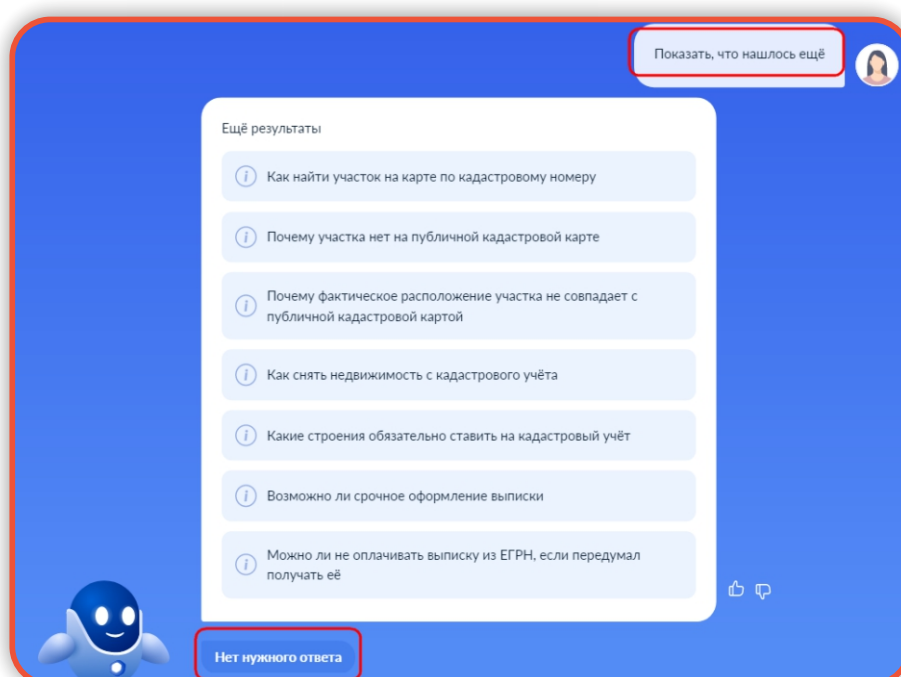 Показать, что нашлось ещё
Ещё результаты
Как найти участок на карте по кадастровому номеру
Почему участка нет на публичной кадастровой карте
Почему фактическое расположение участка не совпадает с
публичной кадастровой картой
Как снять недвижимость с кадастрового учёта
Какие строения обязательно ставить на кадастровый учёт
Возможно ли срочное оформление выписки
Можно ли не оплачивать выписку из ЕГРН, если передумал
получать её
Нет нужного ответа